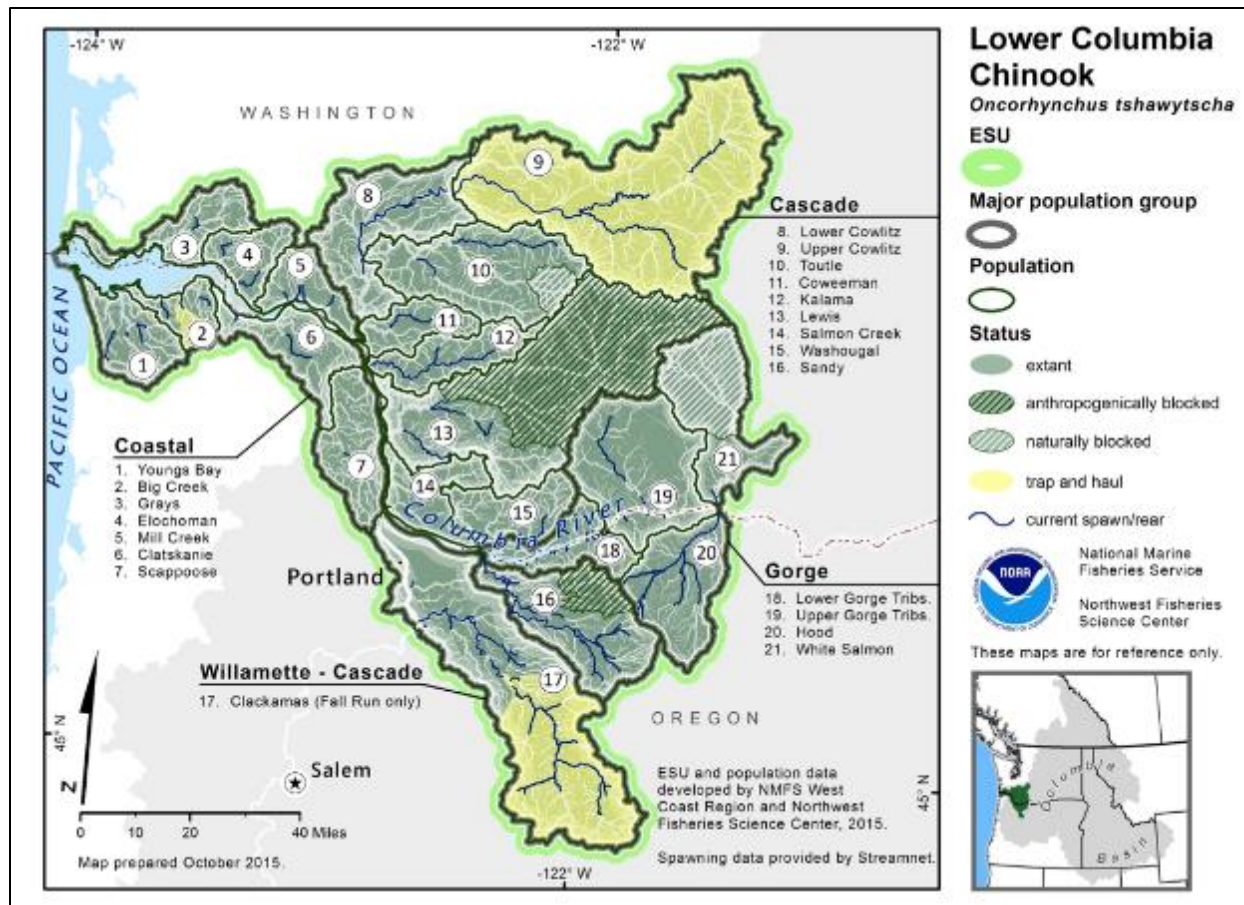 -124° W
-122° W
WASHINGTON
PACIFIC OCEAN
1
2
3
4
5
6
7
8
9
10
11
12
13
14
15
16
17
18
19
20
21
Columbia River
Coastal
1. Youngs Bay
2. Big Creek
3. Grays
4. Elochoman
5. Mill Creek
6. Clatskanie
7. Scappoose
Cascade
8. Lower Cowlitz
9. Upper Cowlitz
10. Toutle
11. Coweeman
12. Kalama
13. Lewis
14. Salmon Creek
15. Washougal
16. Sandy
Portland
Gorge
18. Lower Gorge Tribs.
19. Upper Gorge Tribs.
20. Hood
21. White Salmon
Willamette - Cascade
17. Clackamas (Fall Run only)
OREGON
45° N
Salem
Z
0 10 20 40 Miles
Map prepared October 2015.
ESU and population data
developed by NMFS West
Coast Region and Northwest
Fisheries Science Center, 2015.
Spawning data provided by Streamnet.
45° N
-122° W
Lower Columbia
Chinook
Oncorhynchus tshawytscha
ESU
Major population group
Population
Status
extant
anthropogenically blocked
naturally blocked
trap and haul
current spawn/rear
NOAA
National Marine
Fisheries Service
Northwest Fisheries
Science Center
These maps are for reference only.
Columbia
Basin